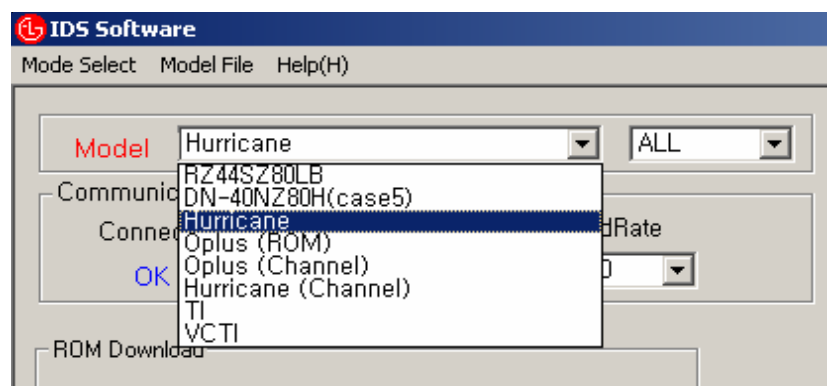 IDS Software
Mode Select Model File Help(H)
Model Hurricane ALL
RZ44SZ80LB
Communic
DN-40NZ80H(case5)
Hurricane
Connec dRate
Oplus (ROM)
Oplus (Channel)
OK
Hurricane (Channel)
TI
VCTI
ROM Download